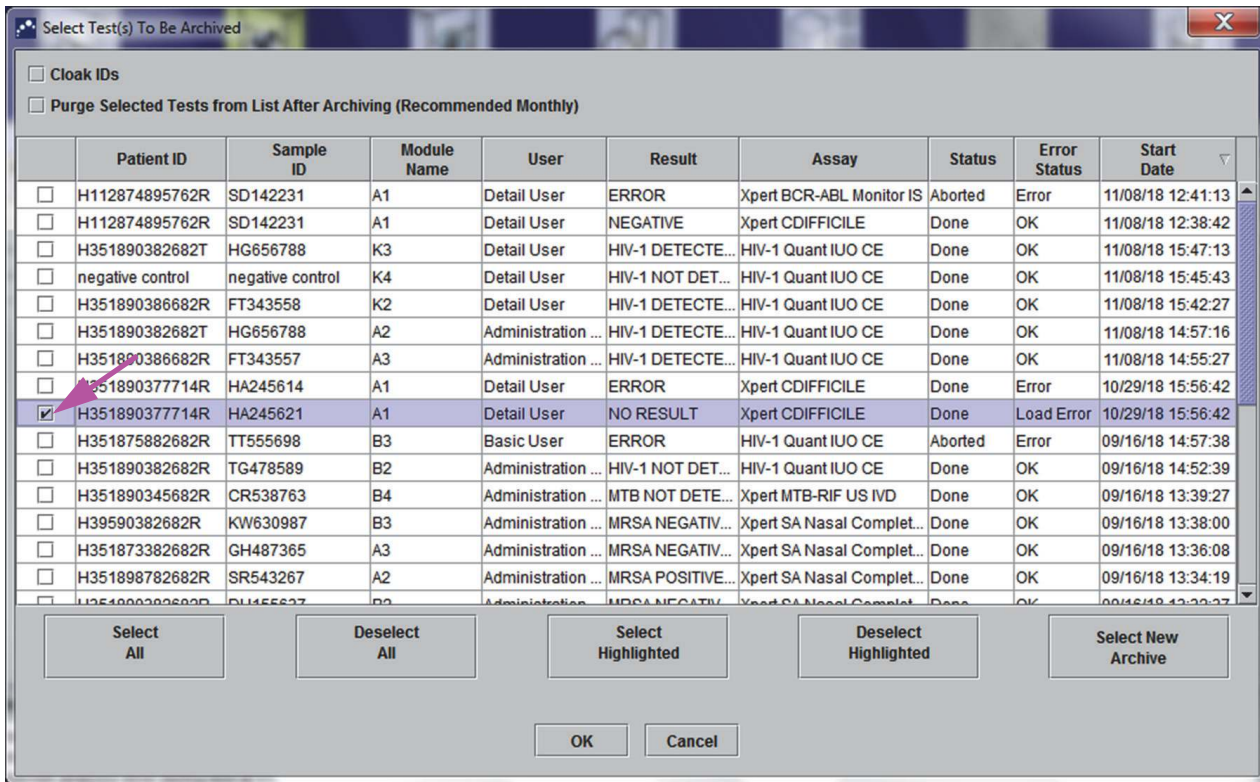 Select Test(s) To Be Archived
Cloak IDs
Purge Selected Tests from List After Archiving (Recommended Monthly)
Patient ID Sample ID Module Name User Result Assay Status Error Status Start Date
H112874895762R SD142231 A1 Detail User ERROR Xpert BCR-ABL Monitor IS Aborted Error 11/08/18 12:41:13
H112874895762R SD142231 A1 Detail User NEGATIVE Xpert CDIFFICILE Done OK 11/08/18 12:38:42
H351890382682T HG656788 K3 Detail User HIV-1 DETECTE... HIV-1 Quant IUO CE Done OK 11/08/18 15:47:13
negative control negative control K4 Detail User HIV-1 NOT DET... HIV-1 Quant IUO CE Done OK 11/08/18 15:45:43
H351890386682R FT343558 K2 Detail User HIV-1 DETECTE... HIV-1 Quant IUO CE Done OK 11/08/18 15:42:27
H351890382682T HG656788 A2 Administration ... HIV-1 DETECTE... HIV-1 Quant IUO CE Done OK 11/08/18 14:57:16
H351890386682R FT343557 A3 Administration ... HIV-1 DETECTE... HIV-1 Quant IUO CE Done OK 11/08/18 14:55:27
H351890377714R HA245614 A1 Detail User ERROR Xpert CDIFFICILE Done Error 10/29/18 15:56:42
H351890377714R HA245621 A1 Detail User NO RESULT Xpert CDIFFICILE Done Load Error 10/29/18 15:56:42
H351875882682R TT555698 B3 Basic User ERROR HIV-1 Quant IUO CE Aborted Error 09/16/18 14:57:38
H351890382682R TG478589 B2 Administration ... HIV-1 NOT DET... HIV-1 Quant IUO CE Done OK 09/16/18 14:52:39
H351890345682R CR538763 B4 Administration ... MTB NOT DETE... Xpert MTB-RIF US IVD Done OK 09/16/18 13:39:27
H39590382682R KW630987 B3 Administration ... MRSA NEGATIV... Xpert SA Nasal Complet... Done OK 09/16/18 13:38:00
H351873382682R GH487365 A3 Administration ... MRSA NEGATIV... Xpert SA Nasal Complet... Done OK 09/16/18 13:36:08
H351898782682R SR543267 A2 Administration ... MRSA POSITIVE... Xpert SA Nasal Complet... Done OK 09/16/18 13:34:19
Select All Deselect All Select Highlighted Deselect Highlighted Select New Archive
OK Cancel